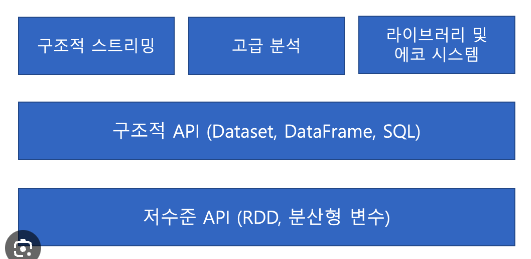 구조적 스트리밍
고급 분석
라이브러리 및
에코 시스템
구조적 API (Dataset, DataFrame, SQL)
저수준 API (RDD, 분산형 변수)